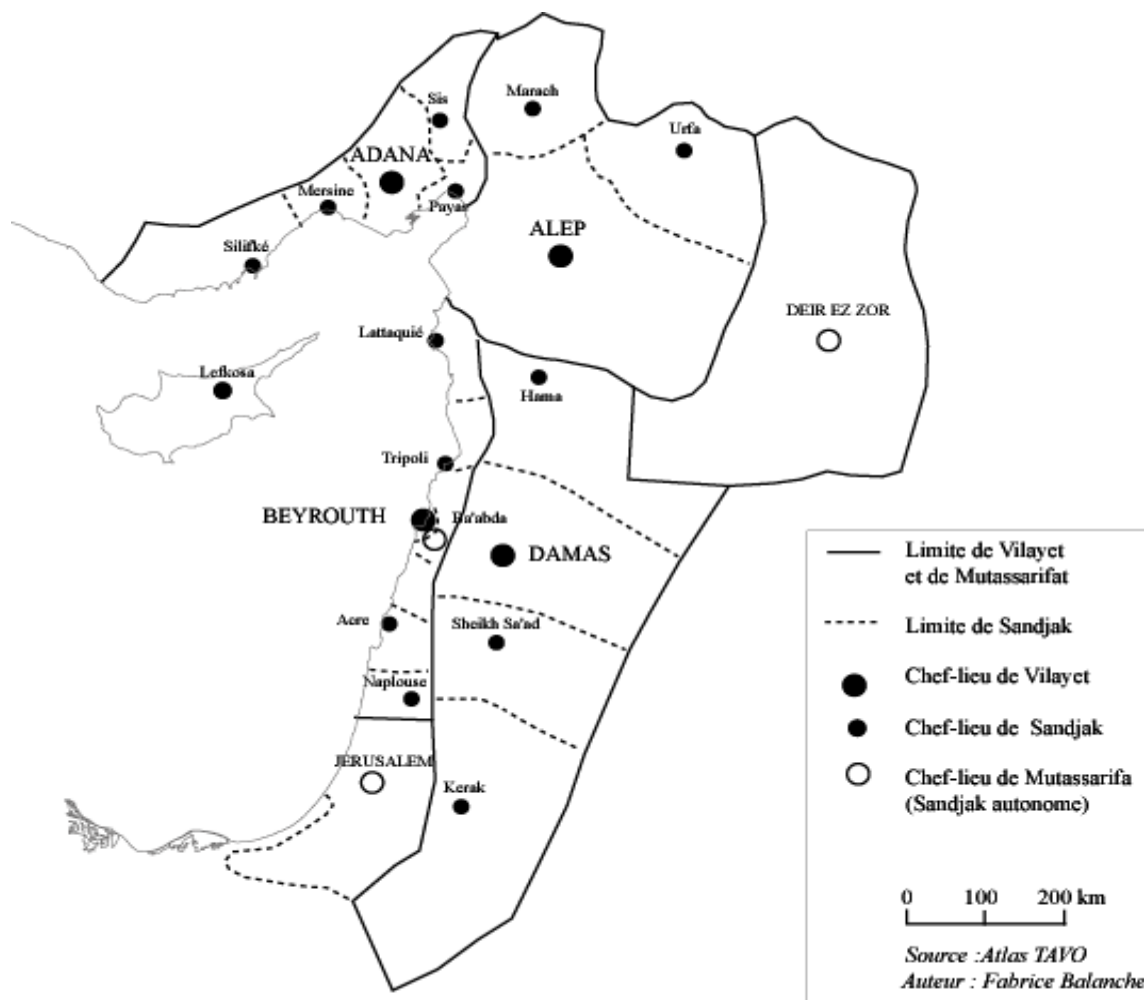 Marach
Sis
Urfa
ADANA
Mersine
Payas
ALEP
Silifké
DEIR EZ ZOR
Lattaquié
Lefkosa
Hama
Tripoli
BEYROUTH
Ba'abda
DAMAS
Acre
Sheikh Sa'ad
Naplouse
JERUSALEM
Kerak
Limite de Vilayet
et de Mutassarifat
Limite de Sandjak
Chef-lieu de Vilayet
Chef-lieu de Sandjak
Chef-lieu de Mutassarifa
(Sandjak autonome)
0 100 200 km
Source :Atlas TAVO
Auteur : Fabrice Balanche